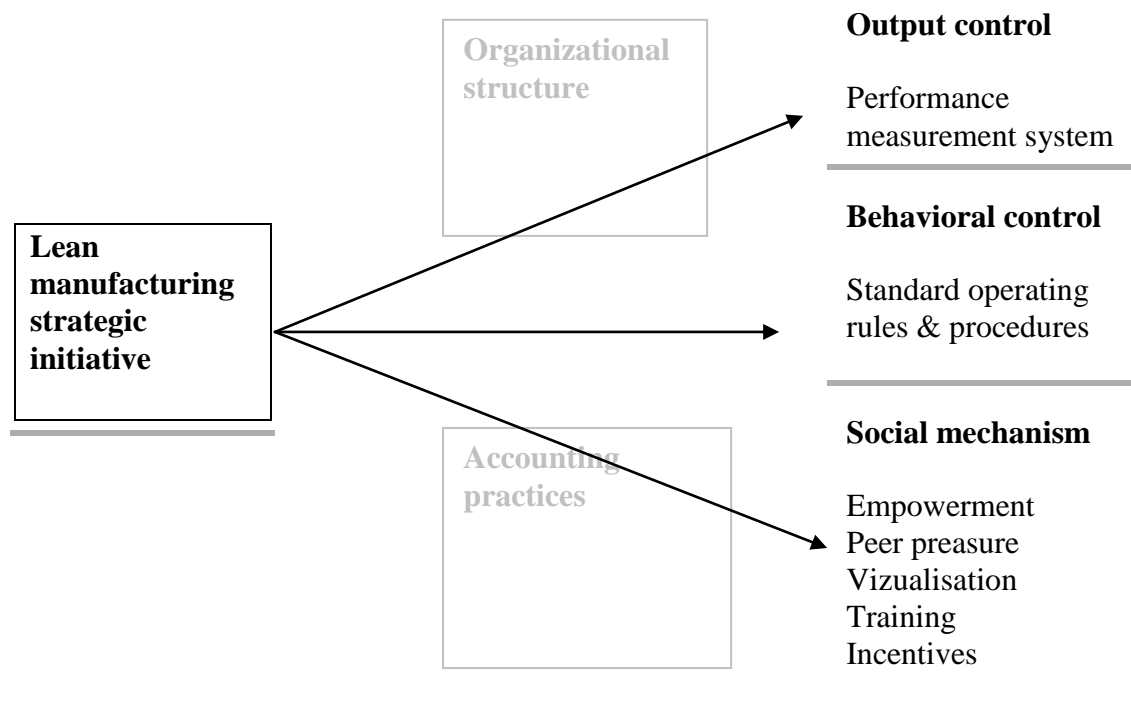 Lean
manufacturing
strategic
initiative
Organizational
structure
Accounting
practices
Output control
Performance
measurement system
Behavioral control
Standard operating
rules & procedures
Social mechanism
Empowerment
Peer preasure
Vizualisation
Training
Incentives